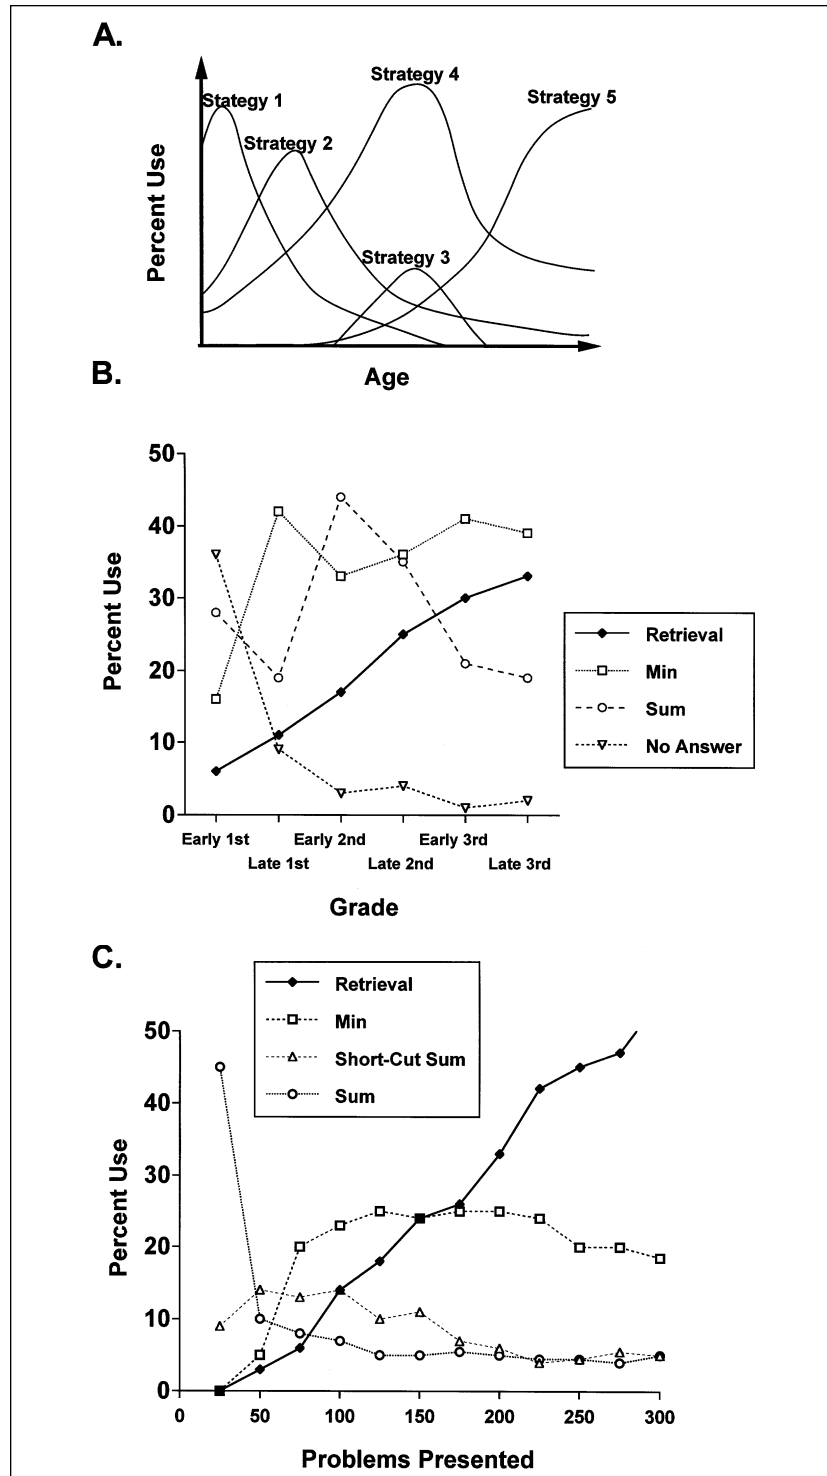 A.
Strategy 4
Stategy 1
Strategy 5
Strategy 2
Strategy 3
Percent Use
Age
B.
50
40
30
20
10
0
Percent Use
Early 1st
Late 1st
Early 2nd
Late 2nd
Early 3rd
Late 3rd
Grade
Retrieval
Min
Sum
No Answer
C.
Retrieval
Min
Short-Cut Sum
Sum
50
40
30
20
10
0
Percent Use
0 50 100 150 200 250 300
Problems Presented